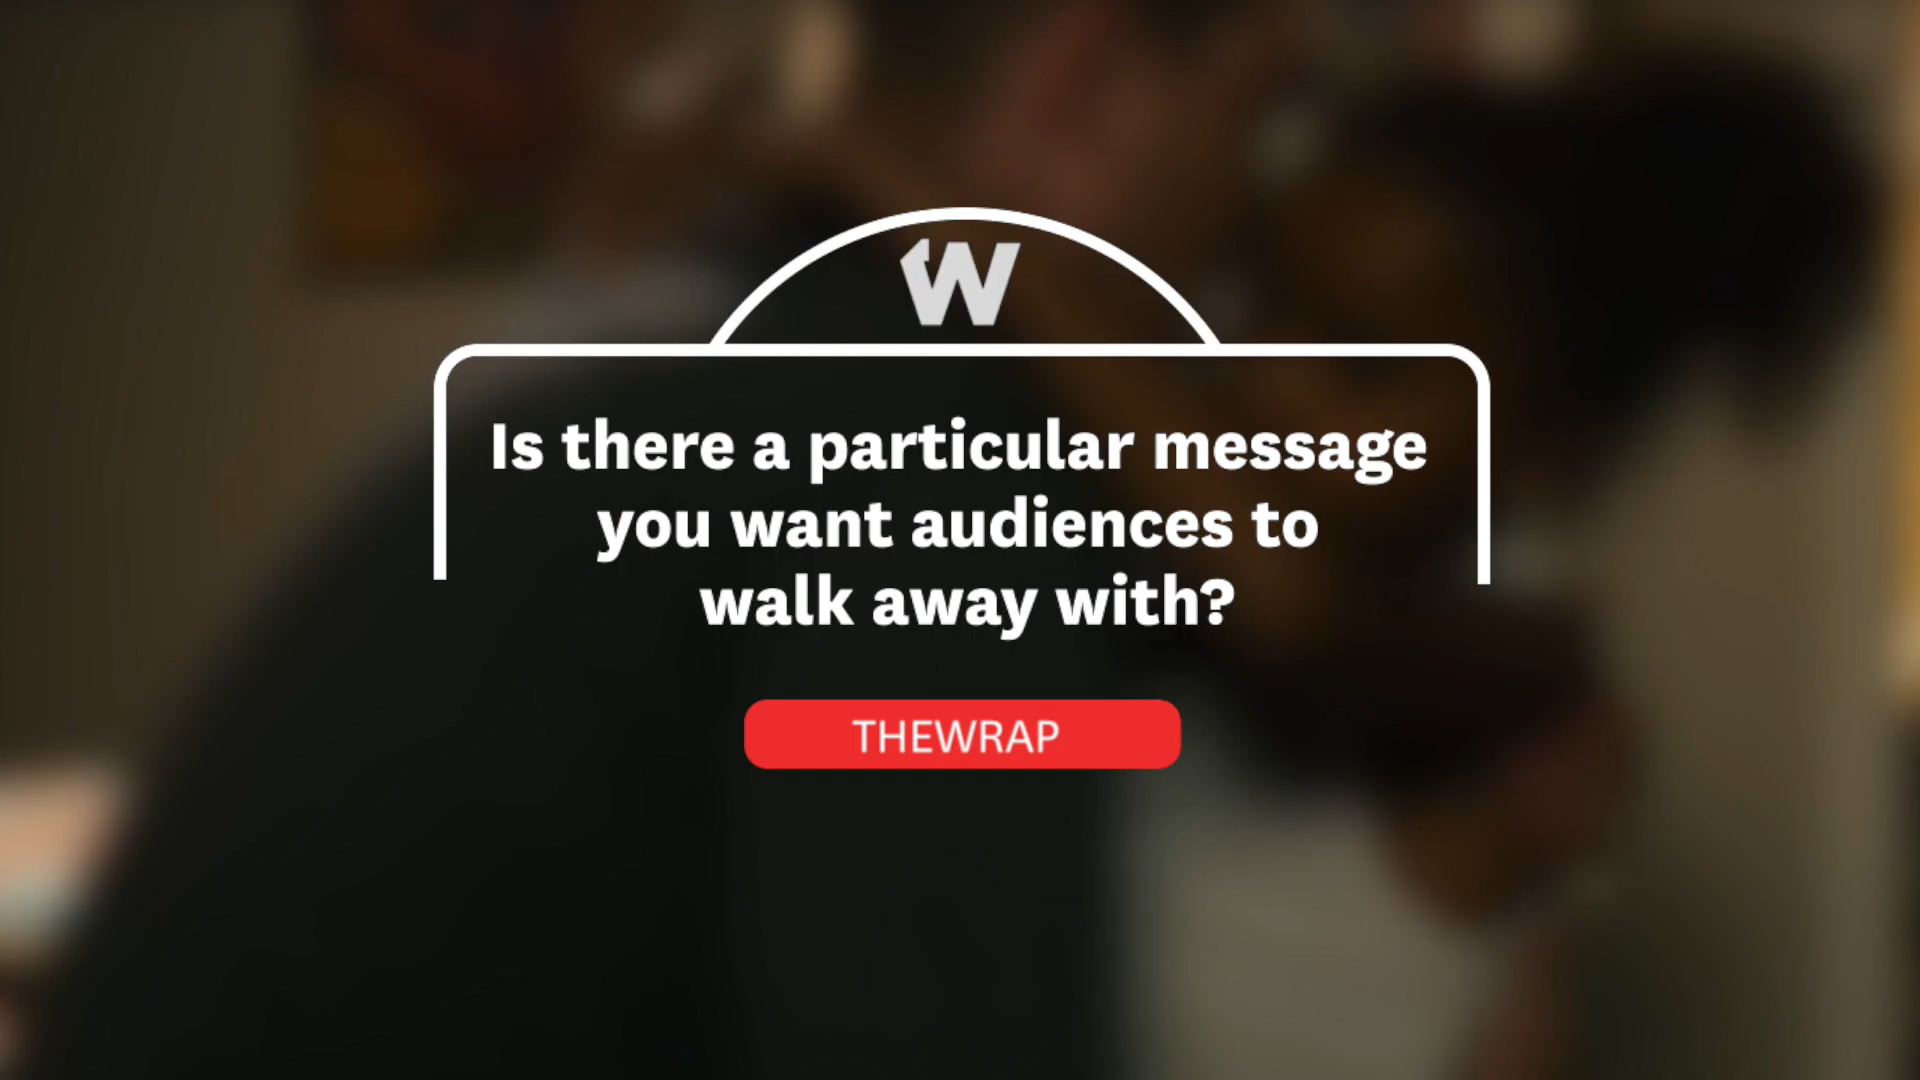 W
Is there a particular message
you want audiences to
walk away with?
THEWRAP